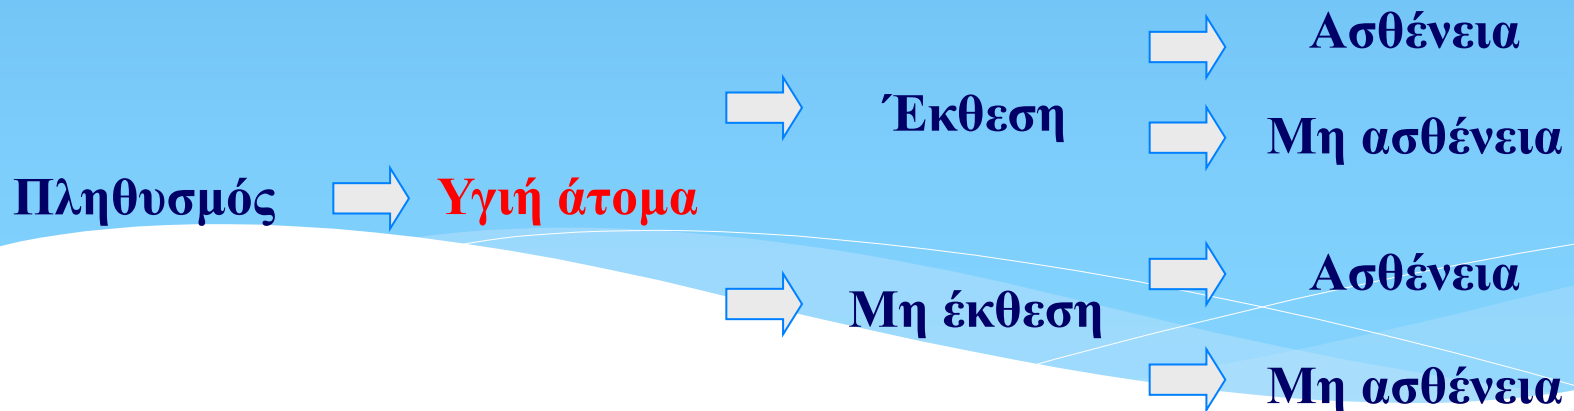 Ασθένεια
Έκθεση
Μη ασθένεια
Πληθυσμός Υγιή άτομα
Ασθένεια
Μη έκθεση
Μη ασθένεια